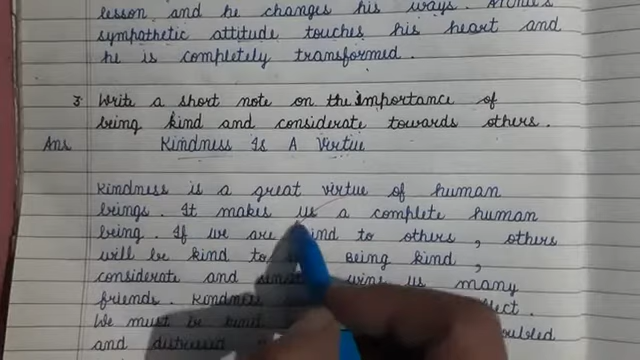 lesson and he changes his ways.
sympathetic attitude touches his heart and
he is completely transformed.
3 Write a short note on the importance of
being kind and considerate towards others.
Ans Kindness Is A Virtue
Kindness is a great virtue of human
beings. It makes us a complete human
being. If we are kind to others, others
will be kind to Being kind,
considerate and wins us many
friends. Kindness
We must be kind
and distressed